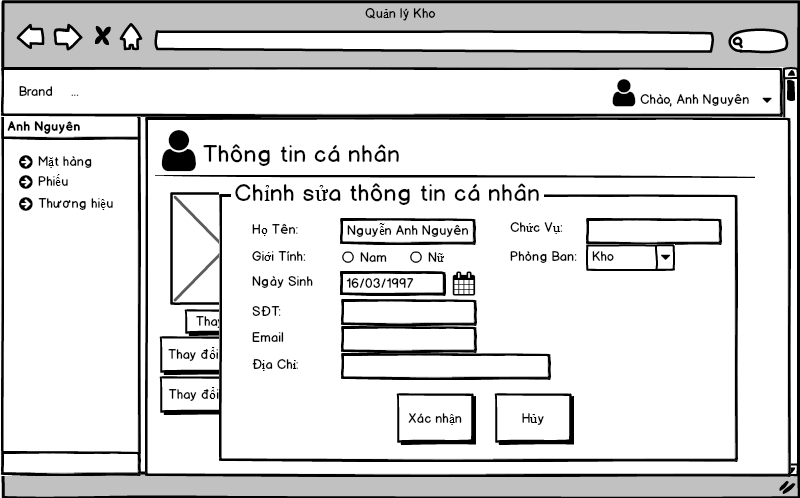 Quản lý Kho
Brand ...
Chào, Anh Nguyên
Anh Nguyên
Mặt hàng
Phiếu
Thương hiệu
Thông tin cá nhân
Chỉnh sửa thông tin cá nhân
Họ Tên: Nguyễn Anh Nguyên
Chức Vụ:
Giới Tính: Nam Nữ
Phòng Ban: Kho
Ngày Sinh 16/03/1997
SĐT:
Email
Địa Chỉ:
Thay
Thay đổi
Thay đổi
Xác nhận
Hủy